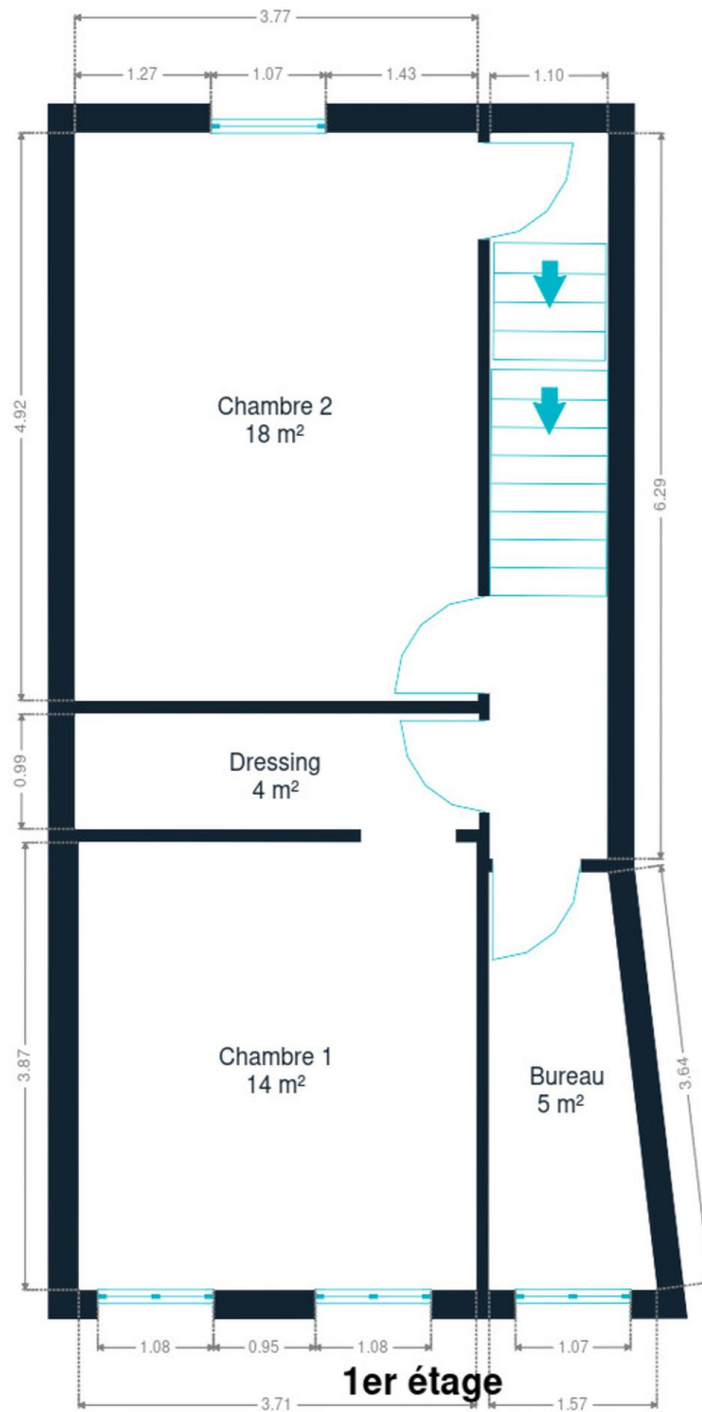 3.77
1.27
1.07
1.43
1.10
4.92
Chambre 2
18 m²
6.29
0.99
Dressing
4 m²
3.87
Chambre 1
14 m²
Bureau
5 m²
3.64
1.08
0.95
1.08
1.07
1er étage
3.71
1.57